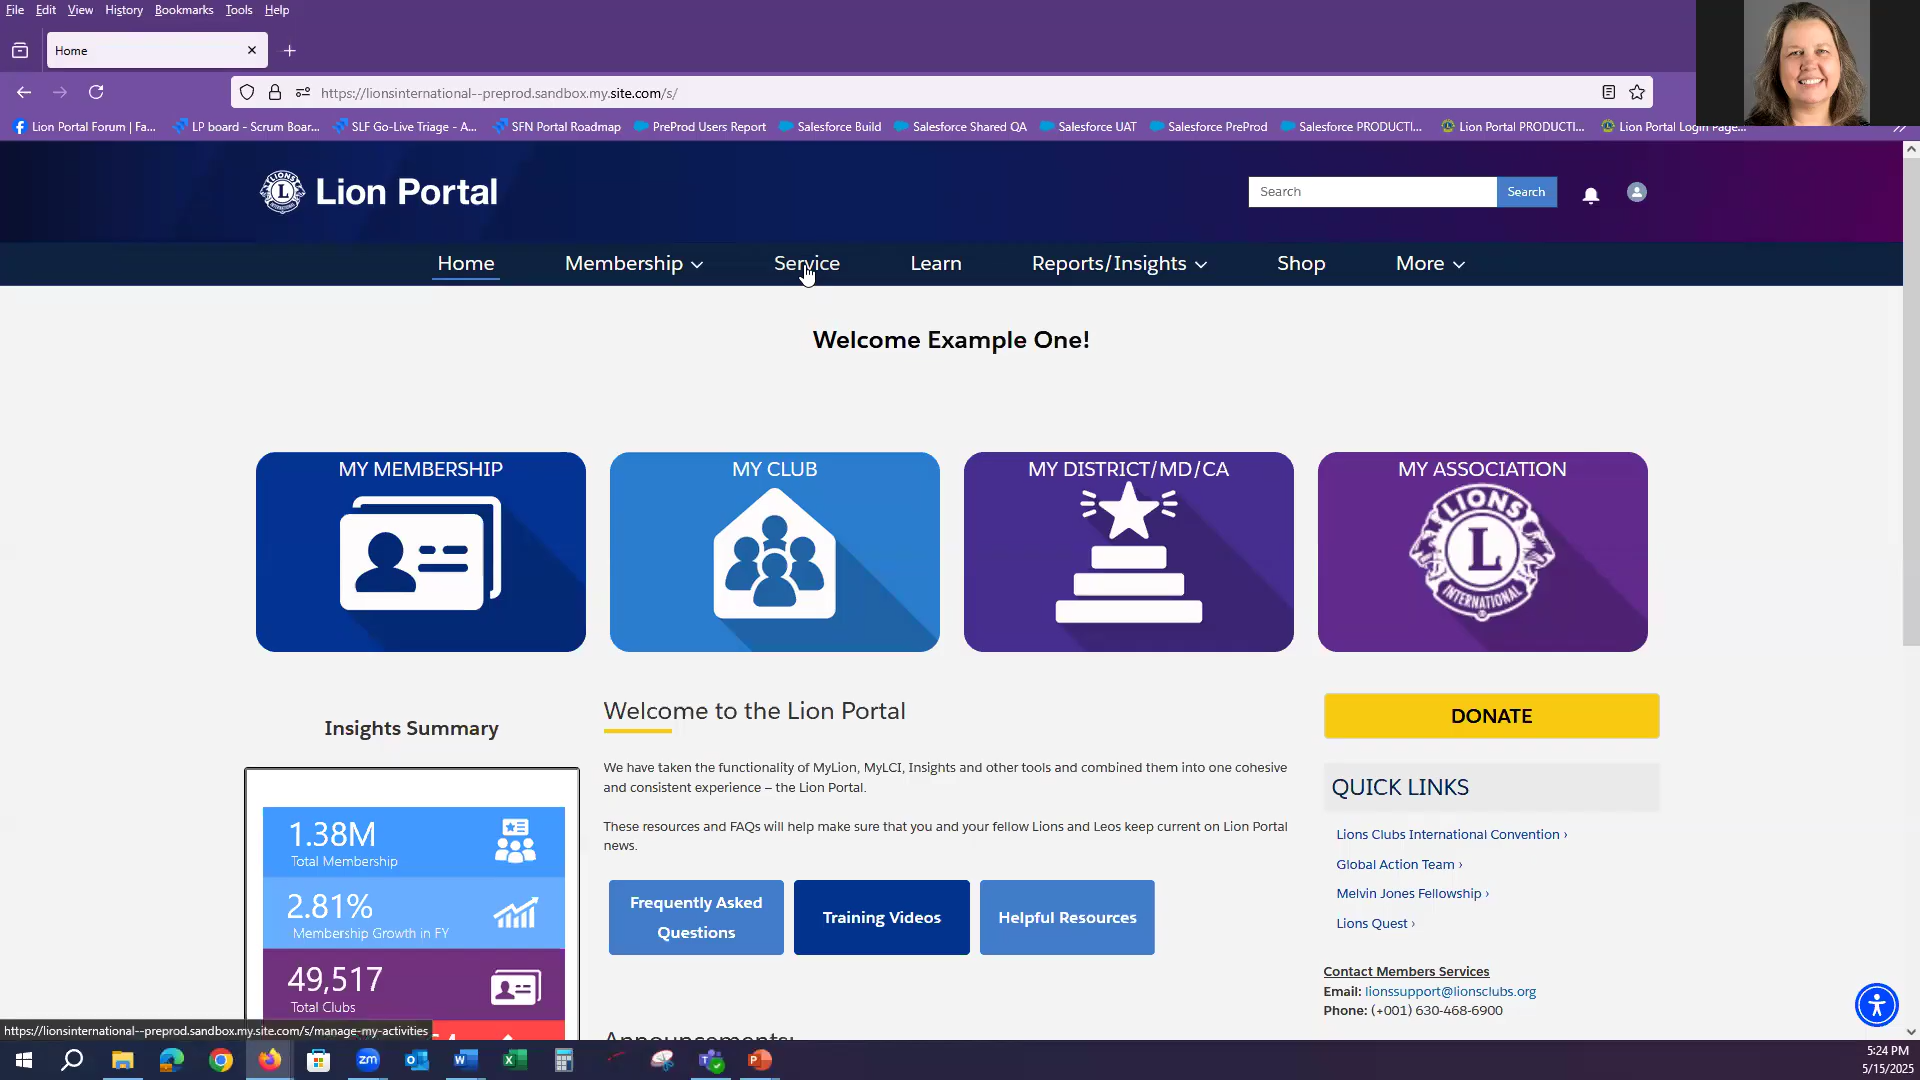 File Edit View History Bookmarks Tools Help
Home
https://lionsinternational--preprod.sandbox.my.site.com/s/
Lion Portal Forum | Fa... LP board - Scrum Boar... SLF Go-Live Triage - A... SFN Portal Roadmap PreProd Users Report Salesforce Build Salesforce Shared QA Salesforce UAT Salesforce PreProd Salesforce PRODUCTI... Lion Portal PRODUCTI... Lion Portal Login Page...
LIONS L INTERNATIONAL Lion Portal
Search Search
Home Membership Service Learn Reports/Insights Shop More
Welcome Example One!
MY MEMBERSHIP
MY CLUB
MY DISTRICT/MD/CA
MY ASSOCIATION
LIONS
L
INTERNATIONAL
Insights Summary
1.38M
Total Membership
2.81%
Membership Growth in FY
49,517
Total Clubs
Welcome to the Lion Portal
We have taken the functionality of MyLion, MyLCI, Insights and other tools and combined them into one cohesive
and consistent experience – the Lion Portal.
These resources and FAQs will help make sure that you and your fellow Lions and Leos keep current on Lion Portal
news.
Frequently Asked
Questions
Training Videos
Helpful Resources
Announcements:
DONATE
QUICK LINKS
Lions Clubs International Convention ›
Global Action Team ›
Melvin Jones Fellowship ›
Lions Quest ›
Contact Members Services
Email: lionssupport@lionsclubs.org
Phone: (+001) 630-468-6900
https://lionsinternational--preprod.sandbox.my.site.com/s/manage-my-activities
5:24 PM
5/15/2025